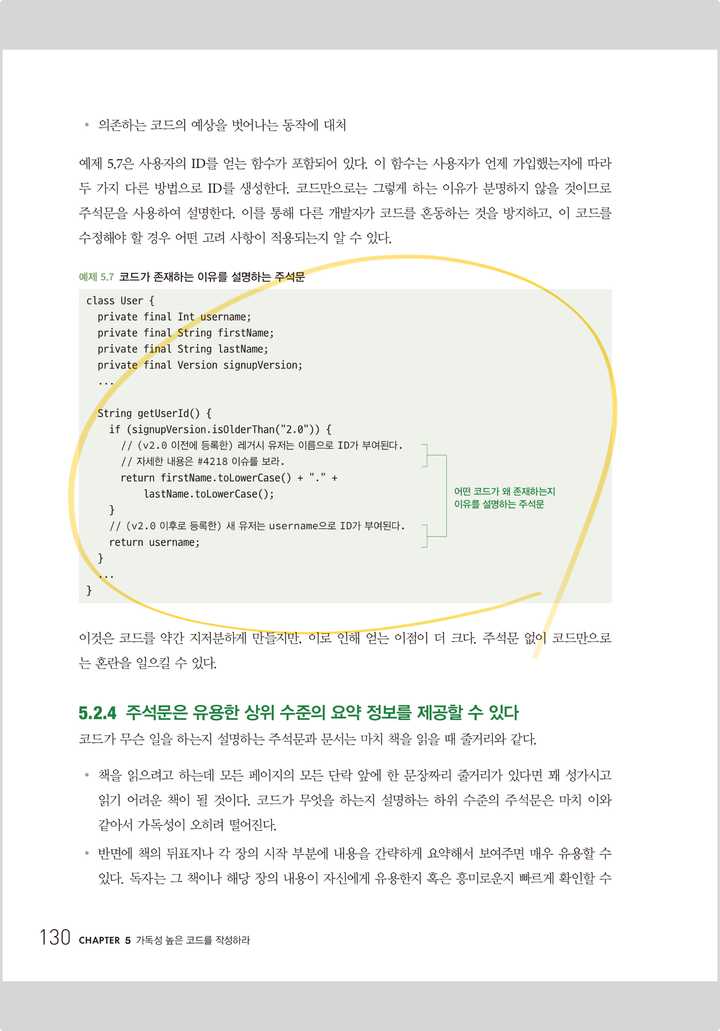 • 의존하는 코드의 예상을 벗어나는 동작에 대처
예제 5.7은 사용자의 ID를 얻는 함수가 포함되어 있다. 이 함수는 사용자가 언제 가입했는지에 따라
두 가지 다른 방법으로 ID를 생성한다. 코드만으로는 그렇게 하는 이유가 분명하지 않을 것이므로
주석문을 사용하여 설명한다. 이를 통해 다른 개발자가 코드를 혼동하는 것을 방지하고, 이 코드를
수정해야 할 경우 어떤 고려 사항이 적용되는지 알 수 있다.
예제 5.7 코드가 존재하는 이유를 설명하는 주석문
class User {
  private final Int username;
  private final String firstName;
  private final String lastName;
  private final Version signupVersion;
  ...
  String getUserId() {
    if (signupVersion.isOlderThan("2.0")) {
      // (v2.0 이전에 등록한) 레거시 유저는 이름으로 ID가 부여된다.
      // 자세한 내용은 #4218 이슈를 보라.
      return firstName.toLowerCase() + "." +
          lastName.toLowerCase();
    }
    // (v2.0 이후로 등록한) 새 유저는 username으로 ID가 부여된다.
    return username;
  }
  ...
}
어떤 코드가 왜 존재하는지
이유를 설명하는 주석문
이것은 코드를 약간 지저분하게 만들지만, 이로 인해 얻는 이점이 더 크다. 주석문 없이 코드만으로
는 혼란을 일으킬 수 있다.
5.2.4 주석문은 유용한 상위 수준의 요약 정보를 제공할 수 있다
코드가 무슨 일을 하는지 설명하는 주석문과 문서는 마치 책을 읽을 때 줄거리와 같다.
• 책을 읽으려고 하는데 모든 페이지의 모든 단락 앞에 한 문장짜리 줄거리가 있다면 꽤 성가시고
읽기 어려운 책이 될 것이다. 코드가 무엇을 하는지 설명하는 하위 수준의 주석문은 마치 이와
같아서 가독성이 오히려 떨어진다.
• 반면에 책의 뒤표지나 각 장의 시작 부분에 내용을 간략하게 요약해서 보여주면 매우 유용할 수
있다. 독자는 그 책이나 해당 장의 내용이 자신에게 유용한지 혹은 흥미로운지 빠르게 확인할 수
130 CHAPTER 5 가독성 높은 코드를 작성하라